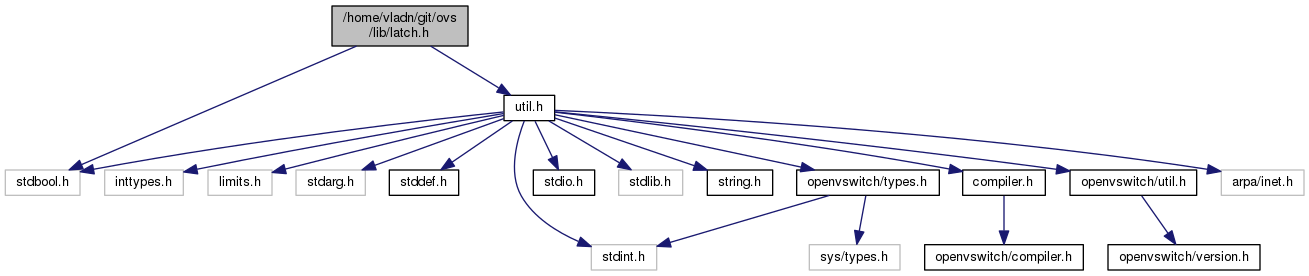 /home/vladn/git/ovs
/lib/latch.h
util.h
stdbool.h
inttypes.h
limits.h
stdarg.h
stddef.h
stdio.h
stdlib.h
string.h
openvswitch/types.h
compiler.h
openvswitch/util.h
arpa/inet.h
stdint.h
sys/types.h
openvswitch/compiler.h
openvswitch/version.h